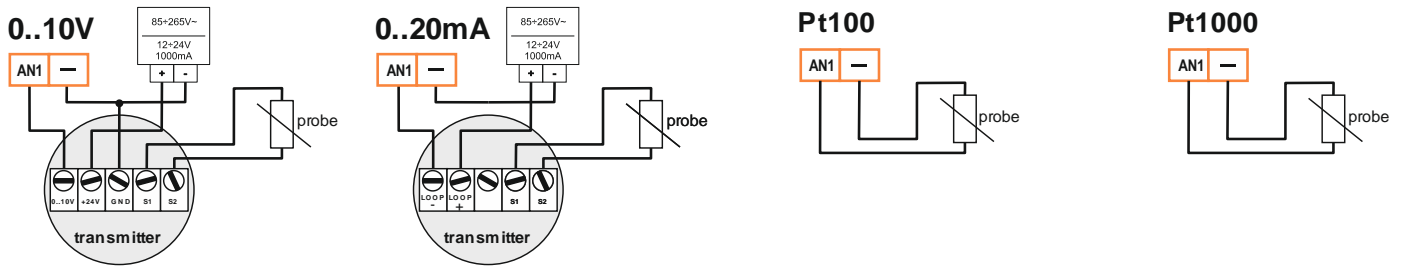 0..10V
AN1 —
85÷265V~
12÷24V
1000mA
+ -
probe
0..10V +24V GND S1 S2
transmitter
0..20mA
AN1 —
85÷265V~
12÷24V
1000mA
+ -
probe
LOOP - LOOP + S1 S2
transmitter
Pt100
AN1 —
probe
Pt1000
AN1 —
probe